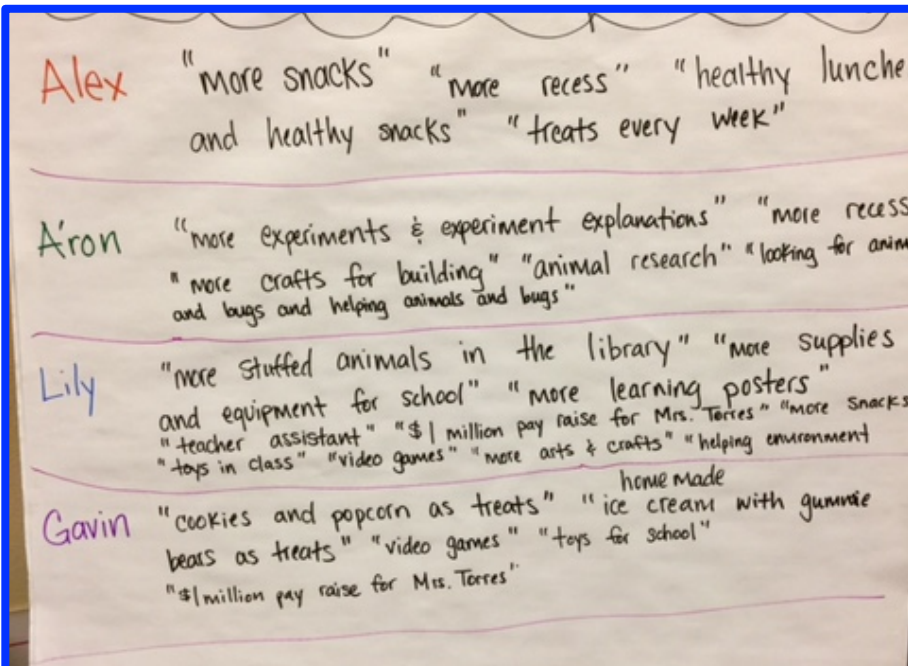 Alex "more snacks" "more recess" "healthy lunche
and healthy snacks" "treats every week"
A'ron "more experiments & experiment explanations" "more recess
"more crafts for building" "animal research" "looking for anim
and bugs and helping animals and bugs"
Lily "more stuffed animals in the library" "more supplies
and equipment for school" "more learning posters"
"teacher assistant" "$1 million pay raise for Mrs. Torres" "more snacks
"toys in class" "video games" "more arts & crafts" "helping environment
home made
Gavin "cookies and popcorn as treats" "ice cream with gummie
bears as treats" "video games" "toys for school"
"$1 million pay raise for Mrs. Torres"